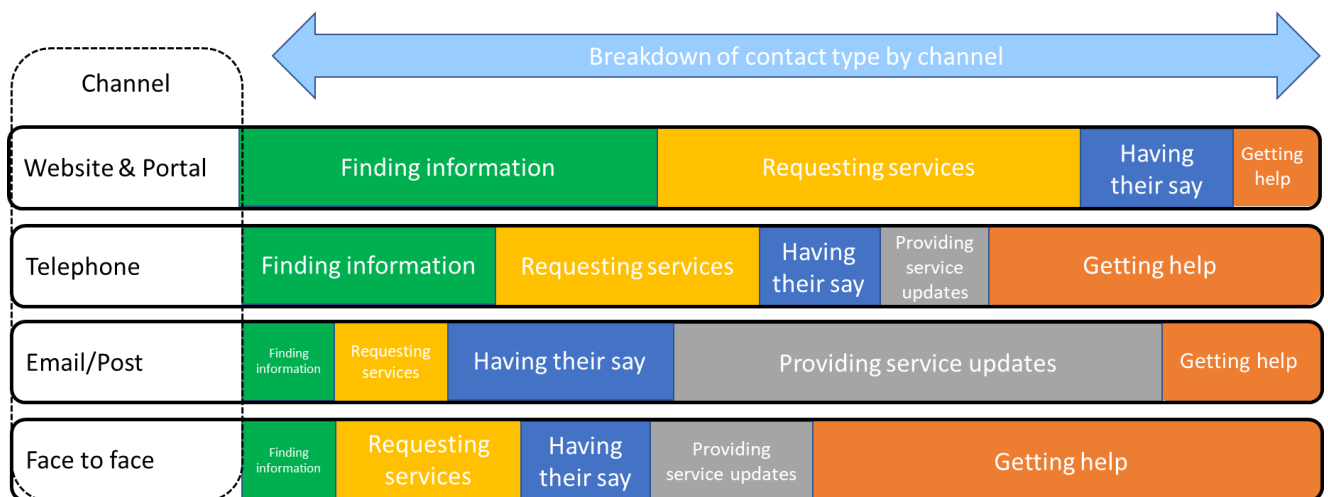 Breakdown of contact type by channel
Channel
Website & Portal
Finding information
Requesting services
Having
their say
Getting
help
Telephone
Finding information
Requesting services
Having
their say
Providing
service
updates
Getting help
Email/Post
Finding
information
Requesting
services
Having their say
Providing service updates
Getting help
Face to face
Finding
information
Requesting
services
Having
their say
Providing
service updates
Getting help